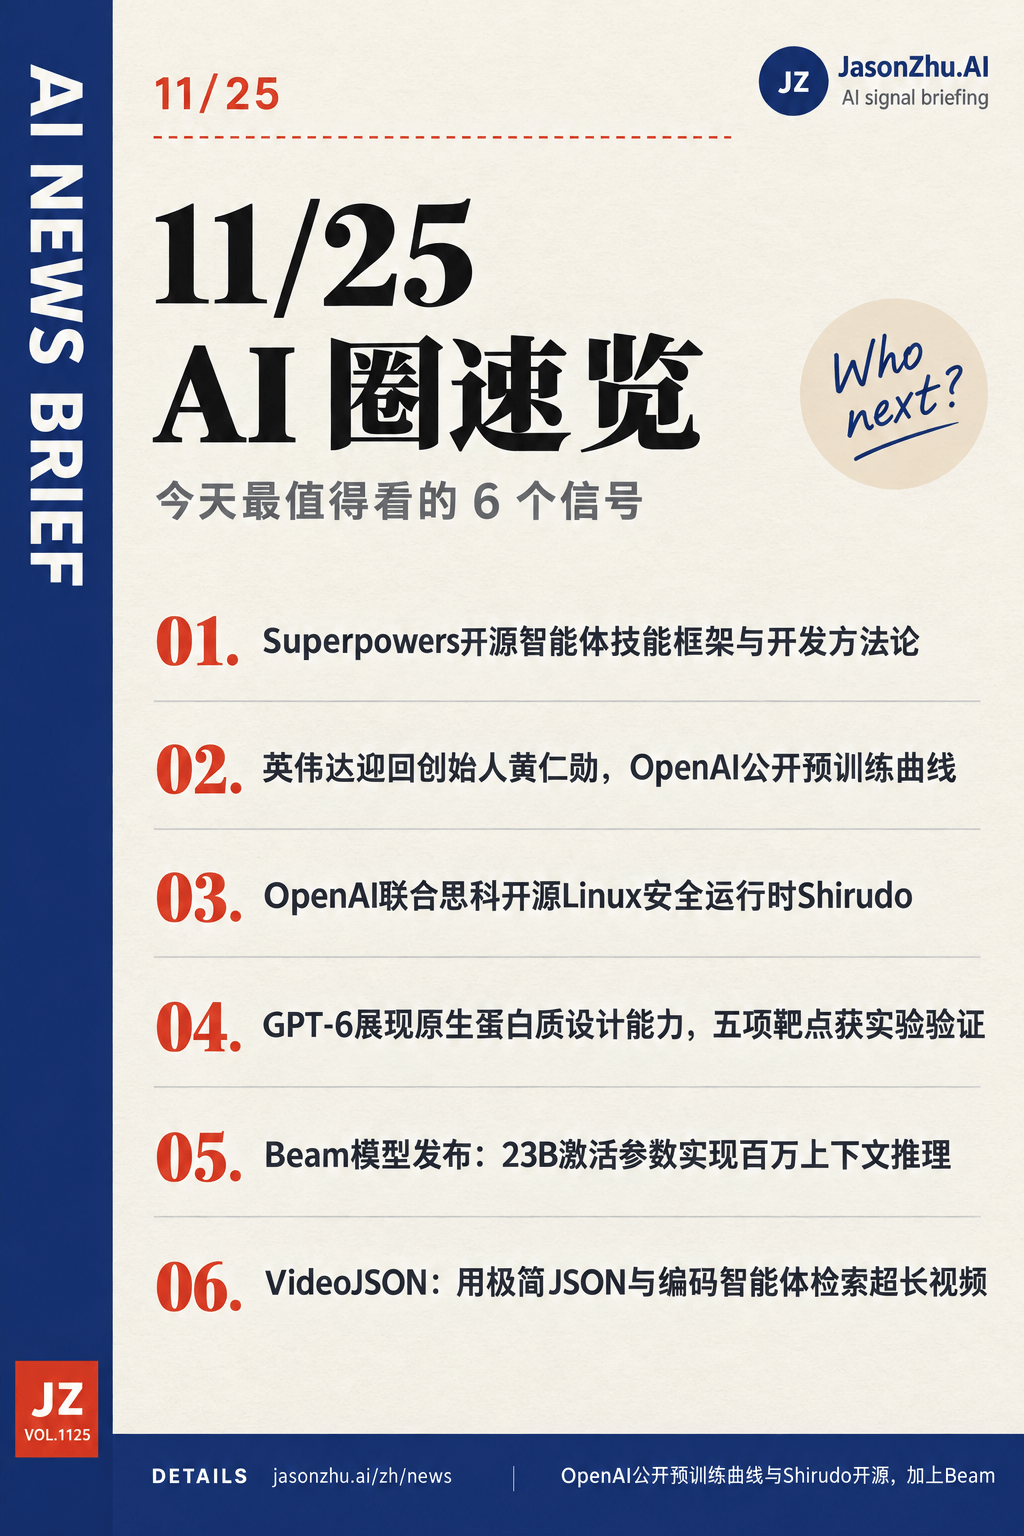 AI NEWS BRIEF
11/25
JZ
JasonZhu.AI
AI signal briefing
11/25
AI 圈速览
Who
next?
今天最值得看的 6 个信号
01. Superpowers开源智能体技能框架与开发方法论
02. 英伟达迎回创始人黄仁勋，OpenAI公开预训练曲线
03. OpenAI联合思科开源Linux安全运行时Shirudo
04. GPT-6展现原生蛋白质设计能力，五项靶点获实验验证
05. Beam模型发布：23B激活参数实现百万上下文推理
06. VideoJSON：用极简JSON与编码智能体检索超长视频
JZ
VOL.1125
DETAILS jasonzhu.ai/zh/news | OpenAI公开预训练曲线与Shirudo开源，加上Beam